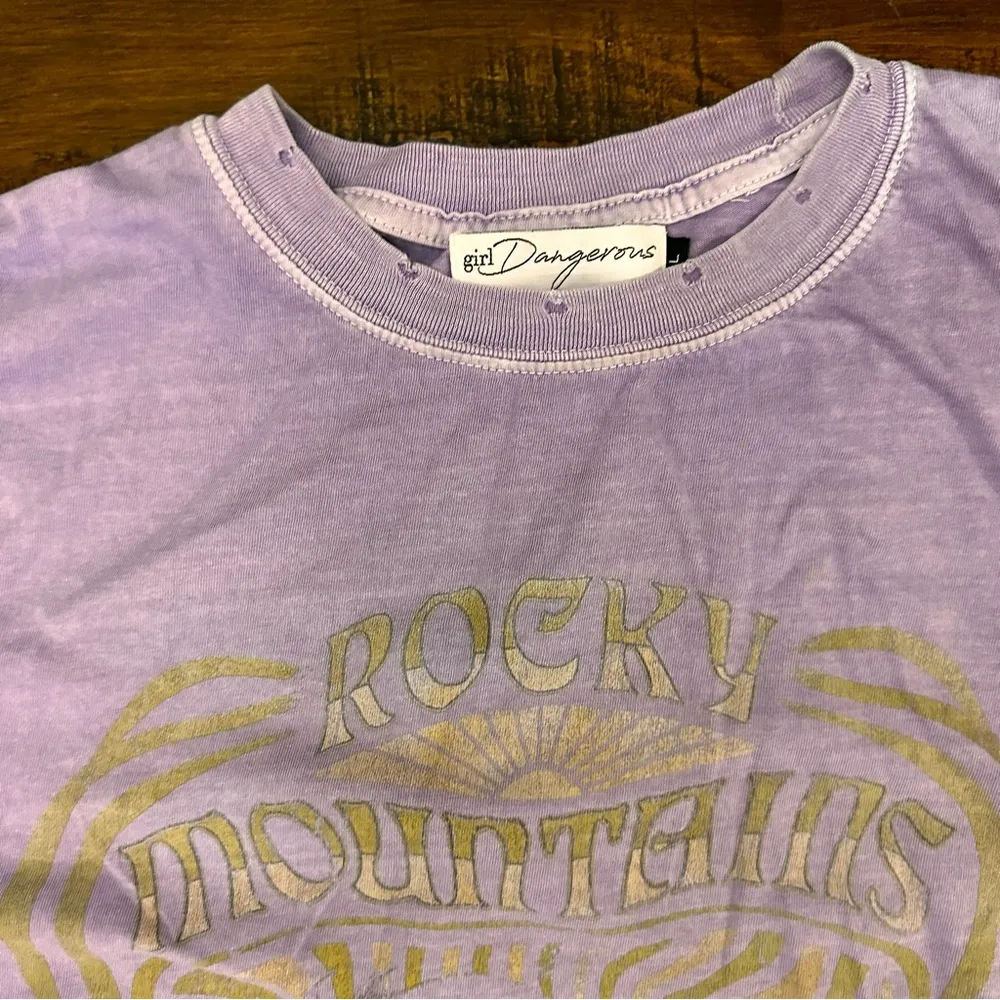 girl Dangerous
L
ROCKY
MOUNTAINS